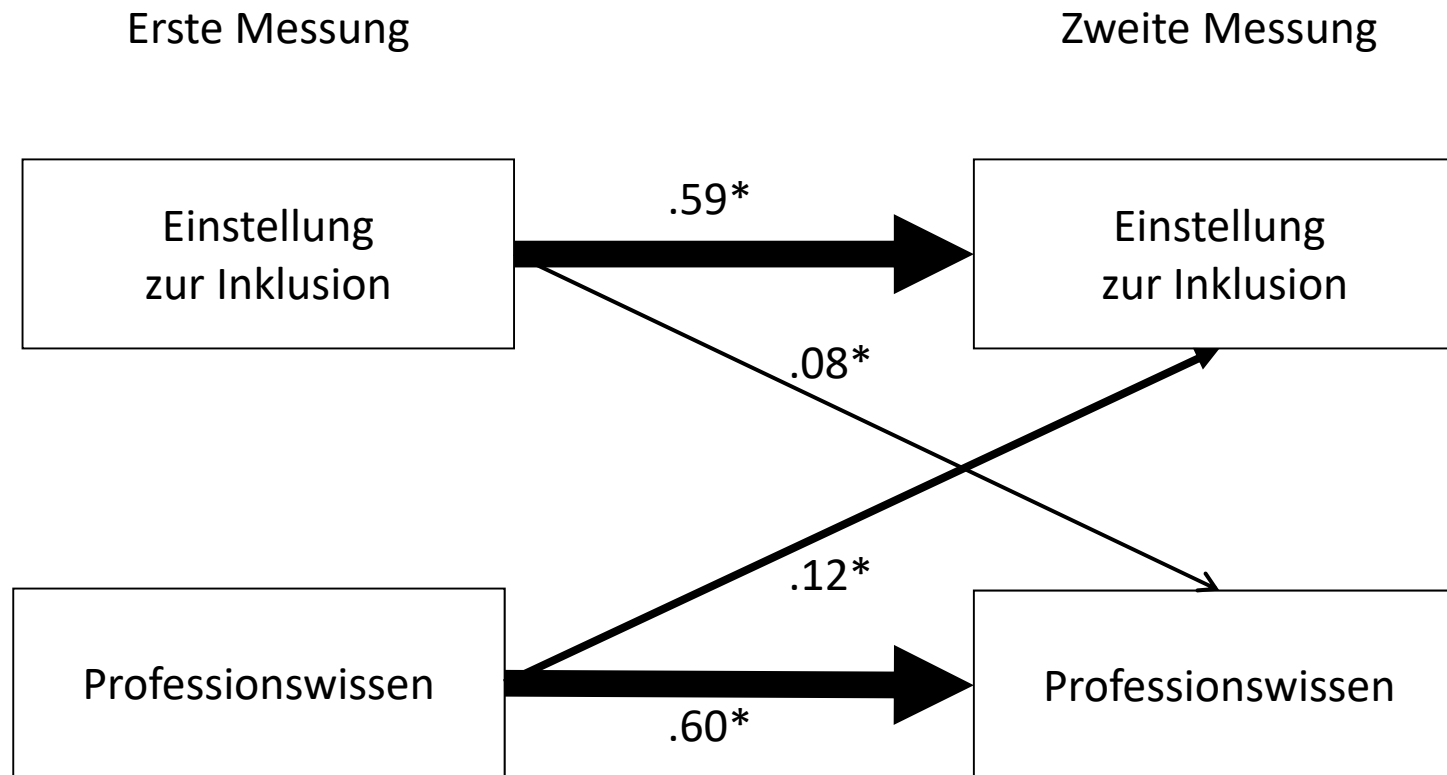 Erste Messung
Zweite Messung
Einstellung
zur Inklusion
.59*
Einstellung
zur Inklusion
.08*
.12*
Professionswissen
.60*
Professionswissen